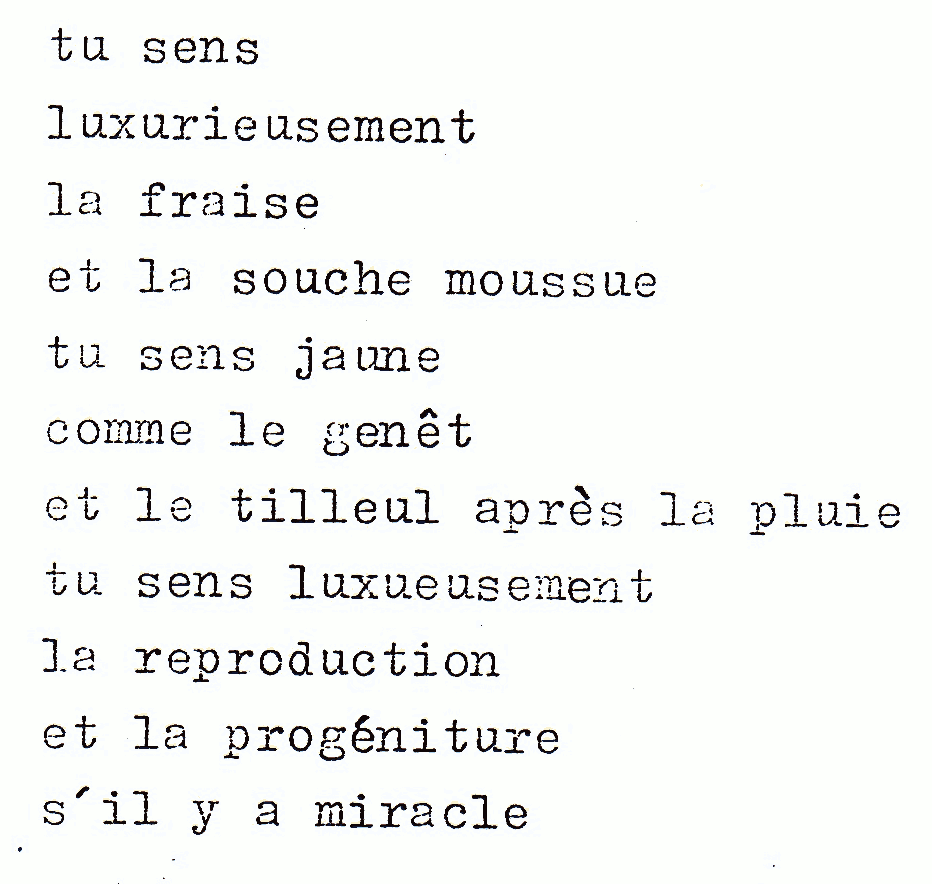 tu sens
luxurieusement
la fraise
et la souche moussue
tu sens jaune
comme le genêt
et le tilleul après la pluie
tu sens luxueusement
la reproduction
et la progéniture
s'il y a miracle